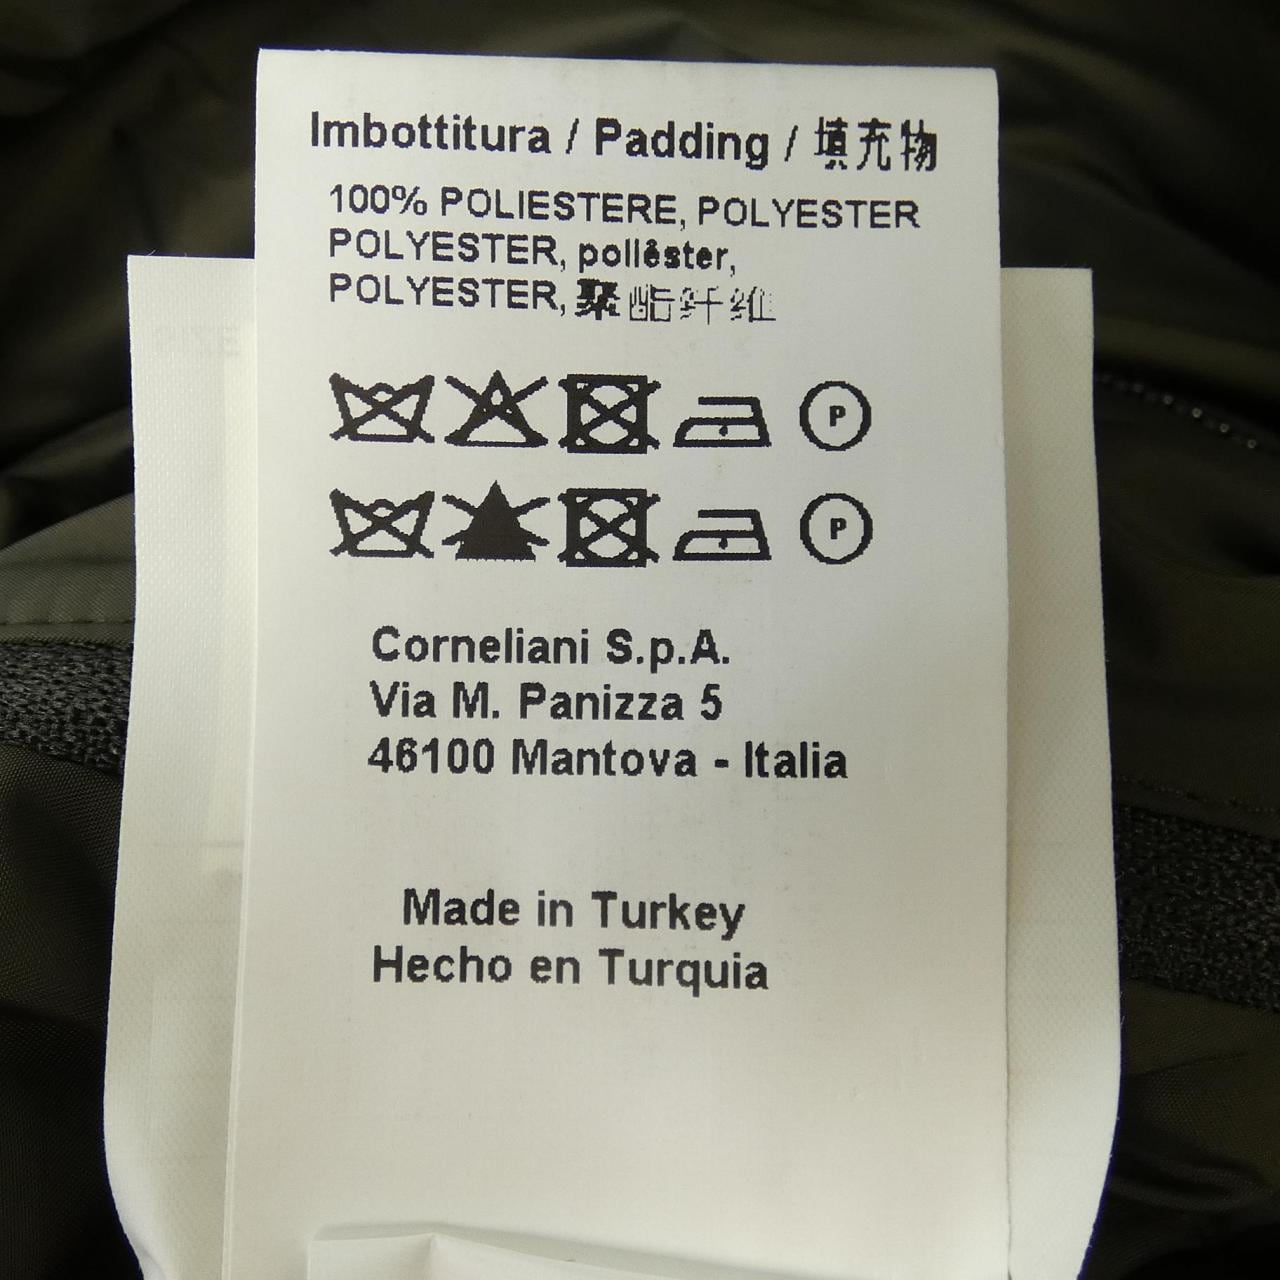 Imbottitura / Padding / 填充物
100% POLIESTERE, POLYESTER
POLYESTER, poliêster,
POLYESTER, 聚酯纤维
P
P
Corneliani S.p.A.
Via M. Panizza 5
46100 Mantova - Italia
Made in Turkey
Hecho en Turquia